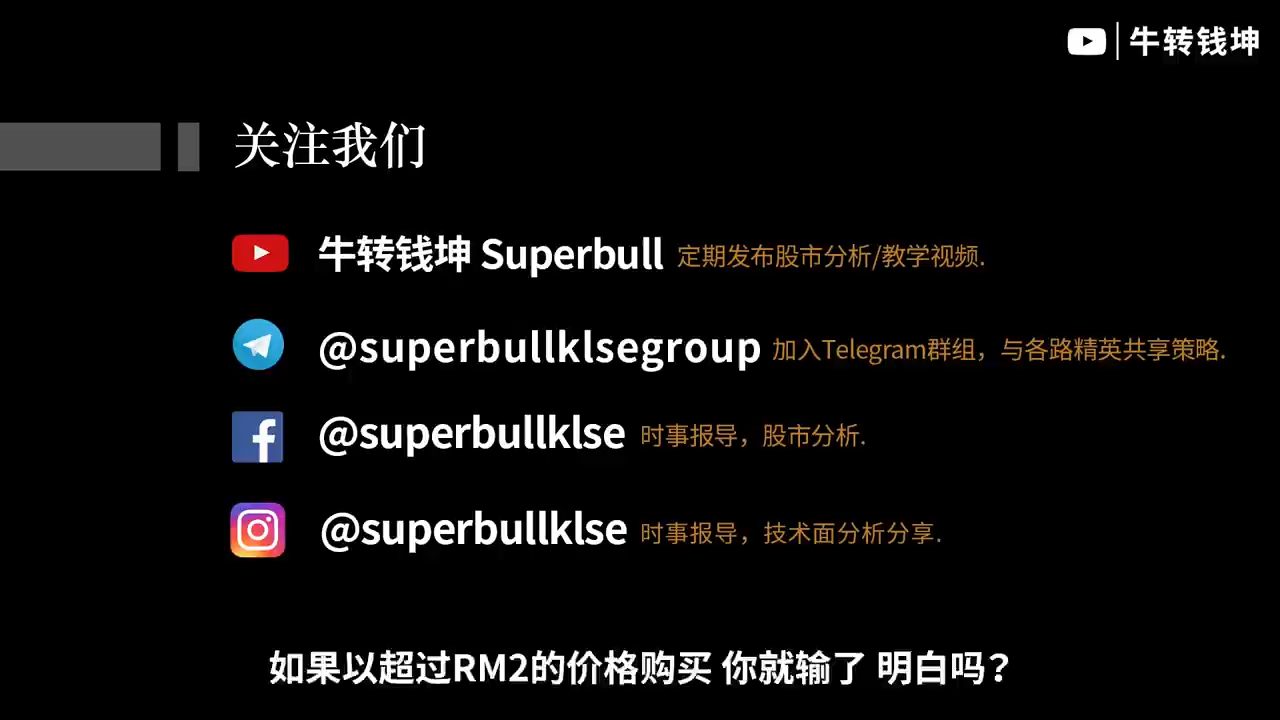 牛转钱坤
关注我们
牛转钱坤 Superbull 定期发布股市分析/教学视频.
@superbullklsegroup 加入Telegram群组，与各路精英共享策略.
@superbullklse 时事报导，股市分析.
@superbullklse 时事报导，技术面分析分享.
如果以超过RM2的价格购买 你就输了 明白吗？